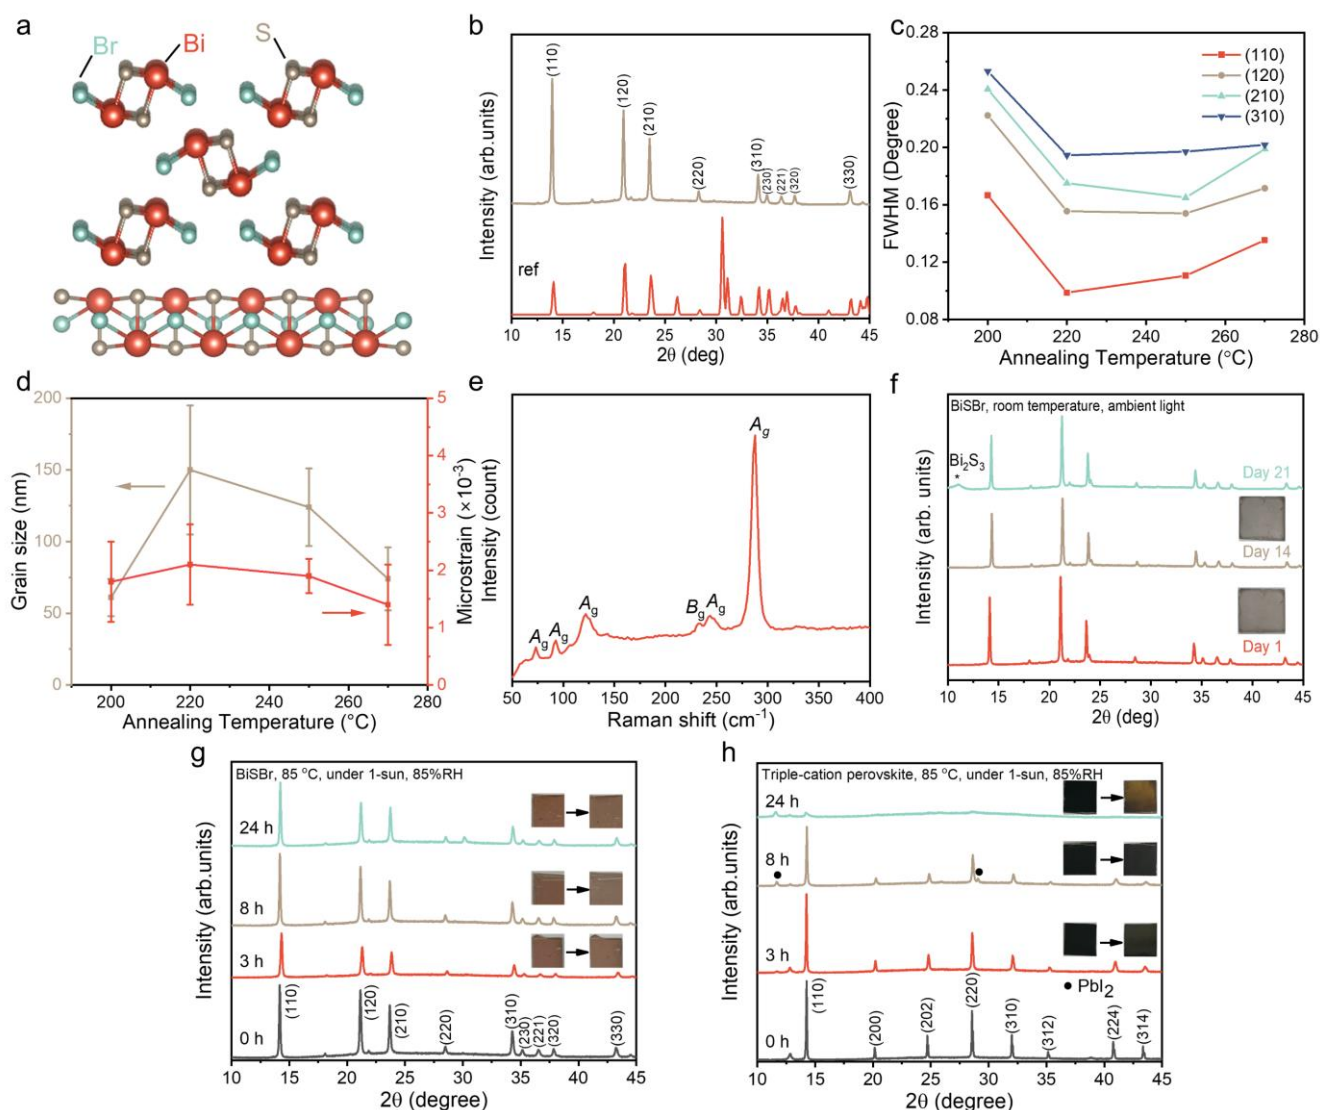 a
Br
Bi
S
b
Intensity (arb.units)
(110)
(120)
(210)
(220)
(310)
(230)
(221)
(320)
(330)
ref
10 15 20 25 30 35 40 45
2θ (deg)
c
FWHM (Degree)
0.28
0.24
0.20
0.16
0.12
0.08
(110)
(120)
(210)
(310)
200 220 240 260 280
Annealing Temperature (°C)
d
Grain size (nm)
200
150
100
50
0
5
4
3
2
1
0
Microstrain (×10⁻³)
200 220 240 260 280
Annealing Temperature (°C)
e
Intensity (count)
Ag
Ag
Ag
Bg
Ag
Ag
50 100 150 200 250 300 350 400
Raman shift (cm⁻¹)
f
BiSBr, room temperature, ambient light
Intensity (arb. units)
Bi₂S₃
*
Day 21
Day 14
Day 1
10 15 20 25 30 35 40 45
2θ (deg)
g
BiSBr, 85 °C, under 1-sun, 85%RH
Intensity (arb.units)
24 h
8 h
3 h
0 h
(110)
(120)
(210)
(220)
(310)
(230)
(221)
(320)
(330)
10 15 20 25 30 35 40 45
2θ (degree)
h
Triple-cation perovskite, 85 °C, under 1-sun, 85%RH
Intensity (arb.units)
24 h
8 h
3 h
● PbI₂
0 h
(110)
(200)
(202)
(220)
(310)
(312)
(224)
(314)
10 15 20 25 30 35 40 45
2θ (degree)